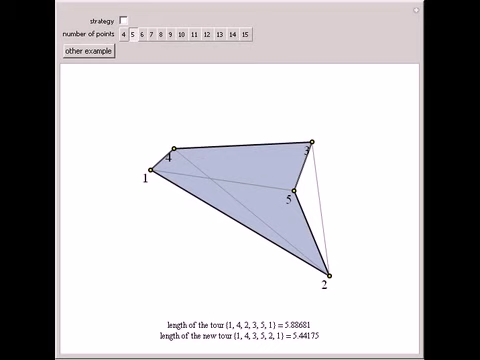 strategy
number of points 4 5 6 7 8 9 10 11 12 13 14 15
other example
4
3
1
5
2
length of the tour {1, 4, 2, 3, 5, 1} = 5.88681
length of the new tour {1, 4, 3, 5, 2, 1} = 5.44175